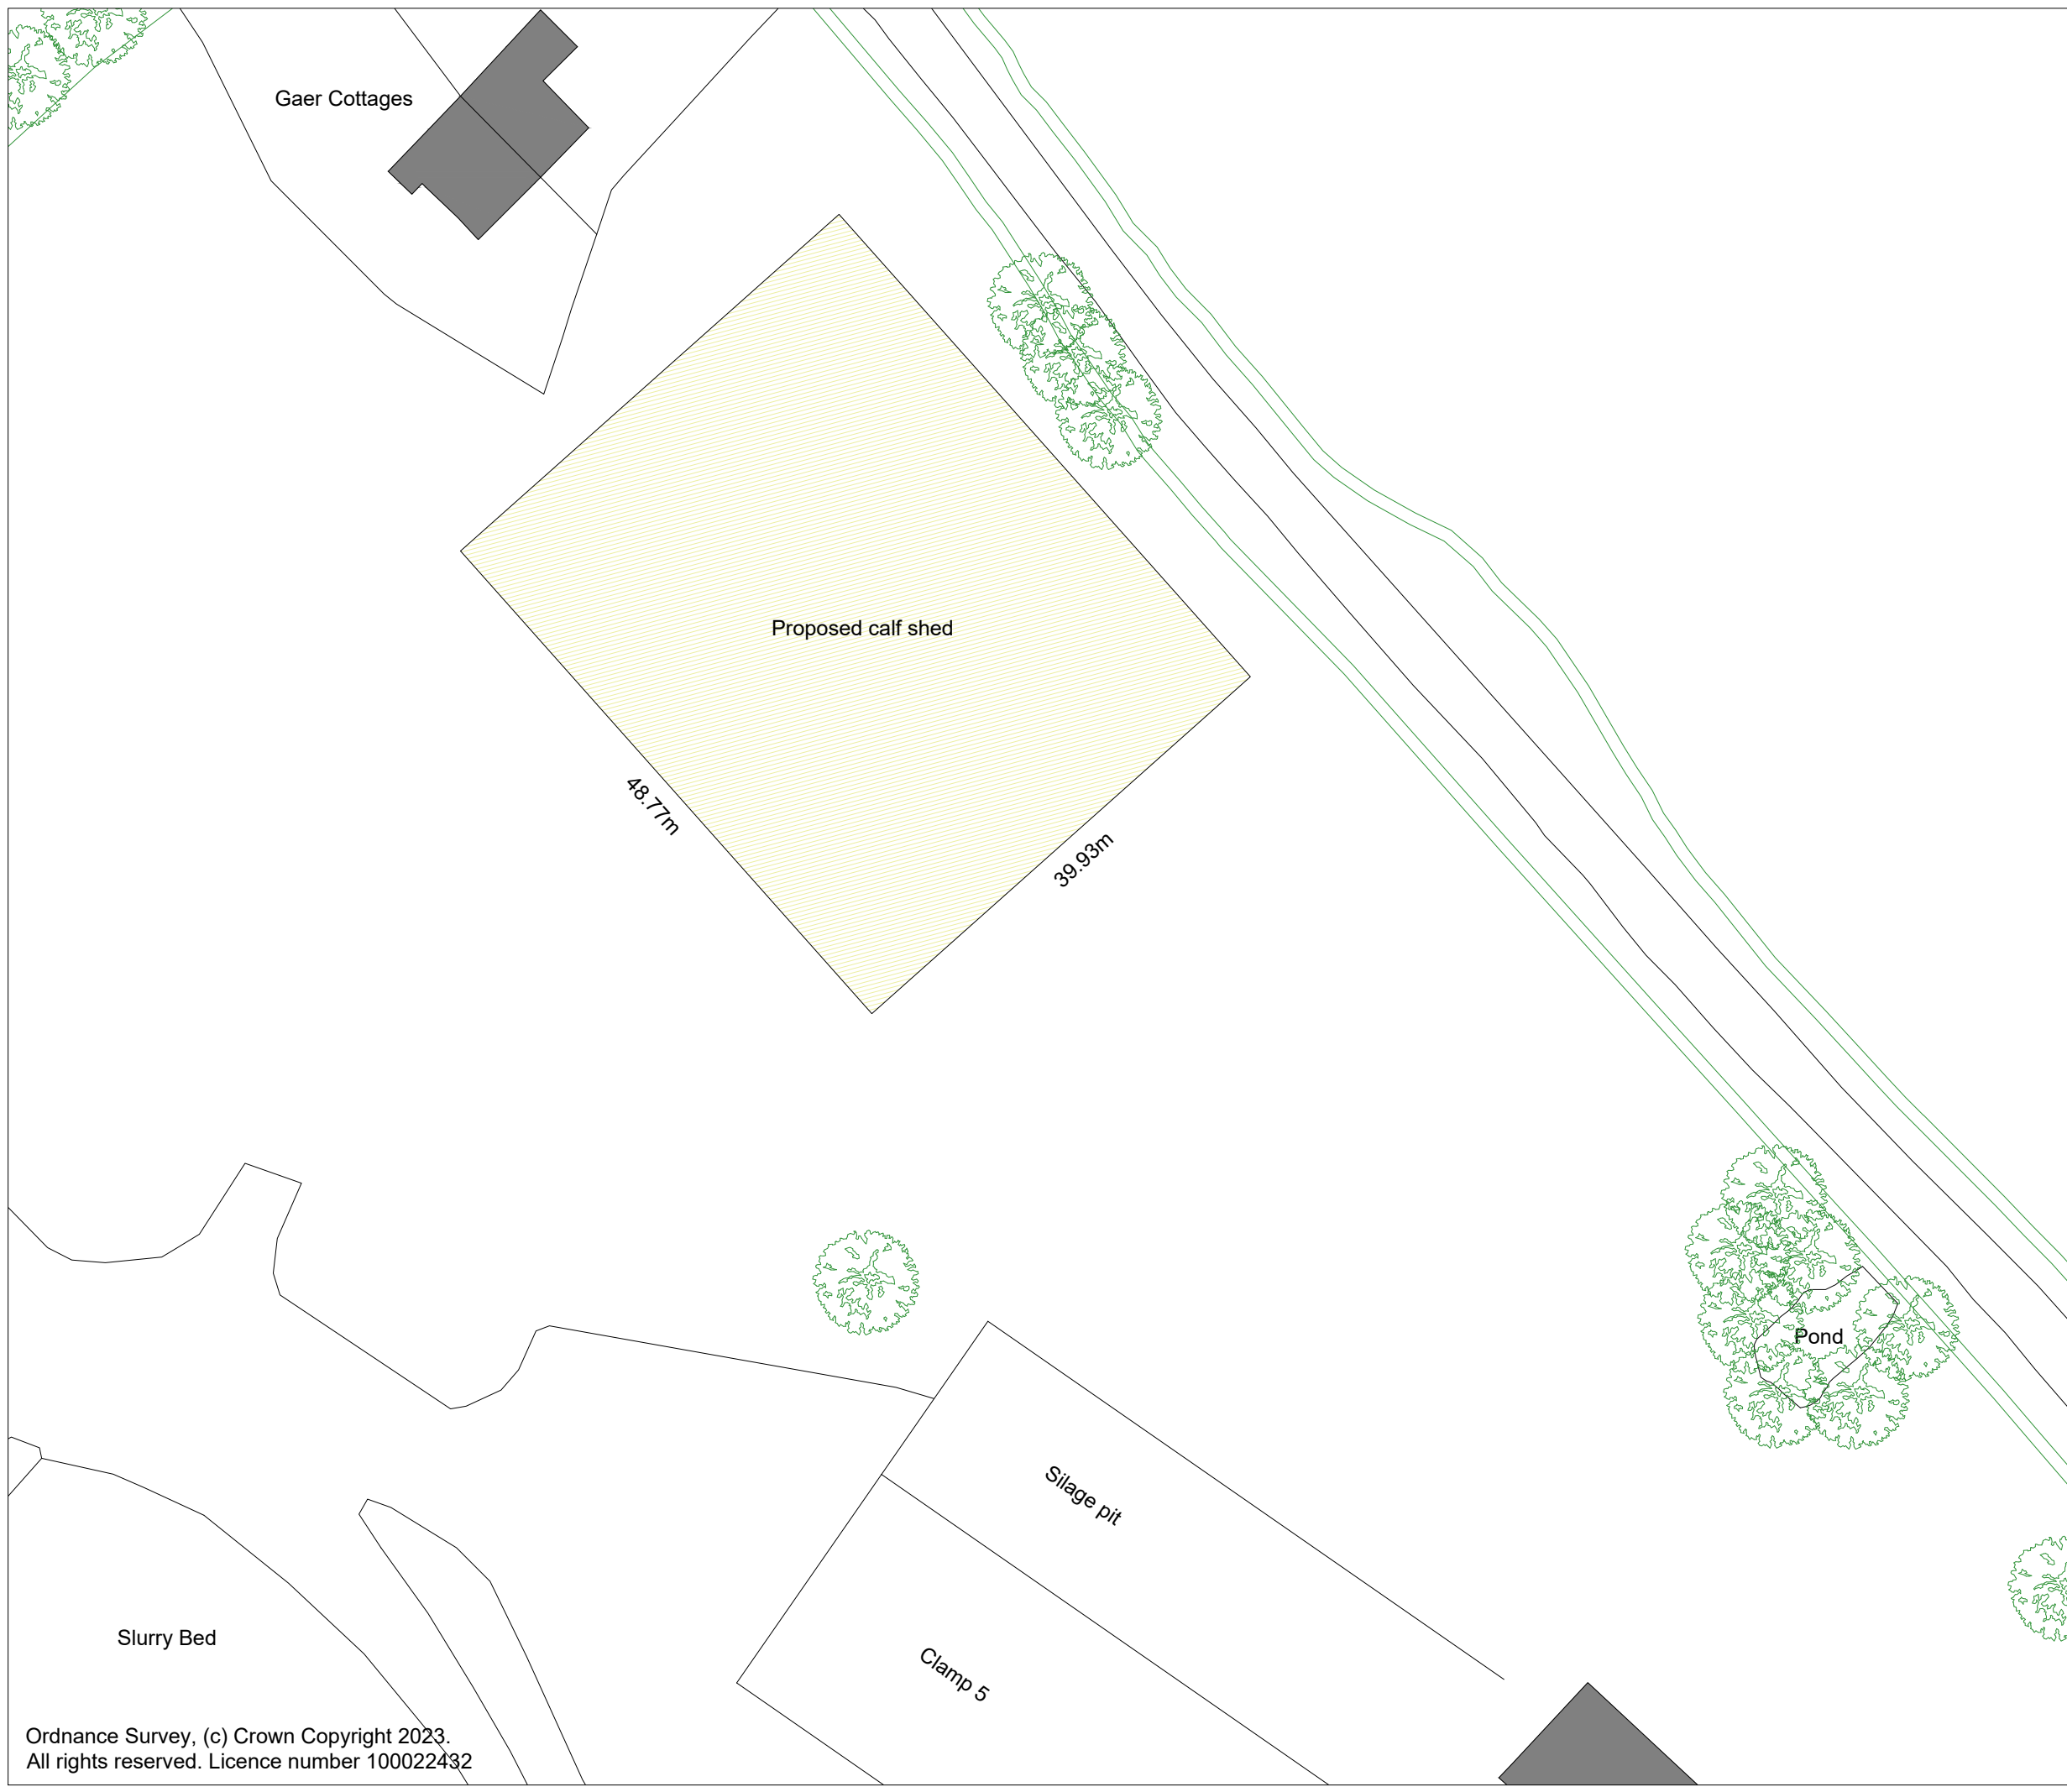 Gaer Cottages
Proposed calf shed
48.77m
39.93m
Pond
Silage pit
Slurry Bed
Clamp 5
Ordnance Survey, (c) Crown Copyright 2023.
All rights reserved. Licence number 100022432